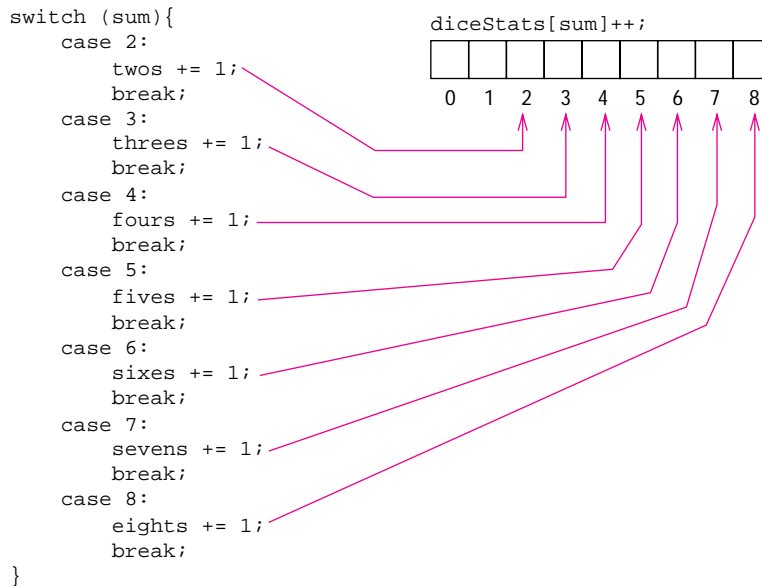 switch (sum){
    case 2:
        twos += 1;
        break;
    case 3:
        threes += 1;
        break;
    case 4:
        fours += 1;
        break;
    case 5:
        fives += 1;
        break;
    case 6:
        sixes += 1;
        break;
    case 7:
        sevens += 1;
        break;
    case 8:
        eights += 1;
        break;
}
diceStats[sum]++;
0 1 2 3 4 5 6 7 8